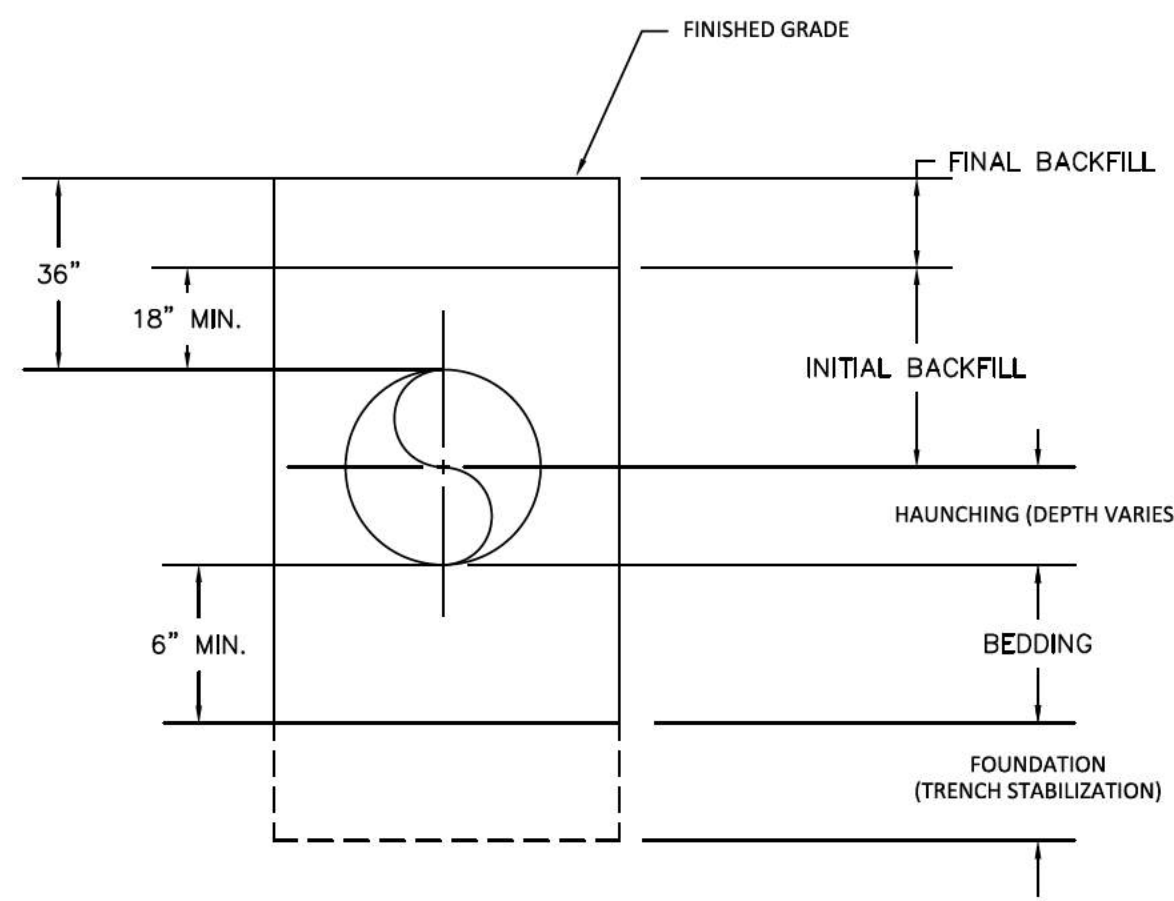 FINISHED GRADE
FINAL BACKFILL
36”
18” MIN.
INITIAL BACKFILL
HAUNCHING (DEPTH VARIES
6” MIN.
BEDDING
FOUNDATION
(TRENCH STABILIZATION)